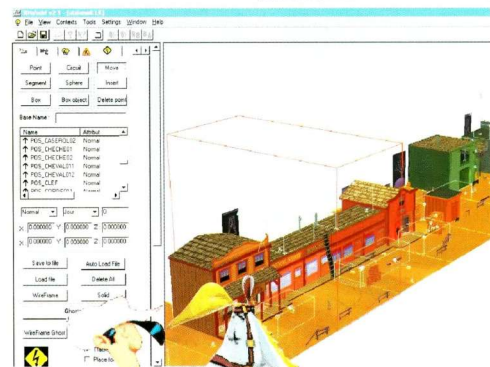 File View Contexts Tools Settings Window Help
Point Circuit Move
Segment Sphere Insert
Box Box object Delete point
Base Name :
Name Attribut
POS_CASEROL02 Normal
POS_CHECHE01 Normal
POS_CHECHE02 Normal
POS_CHEVAL011 Normal
POS_CHEVAL012 Normal
POS_CLEF Normal
Normal Jour 0
X 0.000000 Y 0.000000 Z 0.000000
X 0.000000 Y 0.000000 Z 0.000000
Save to file Auto Load File
Load file Delete All
WireFrame Solid
WireFrame Ghost